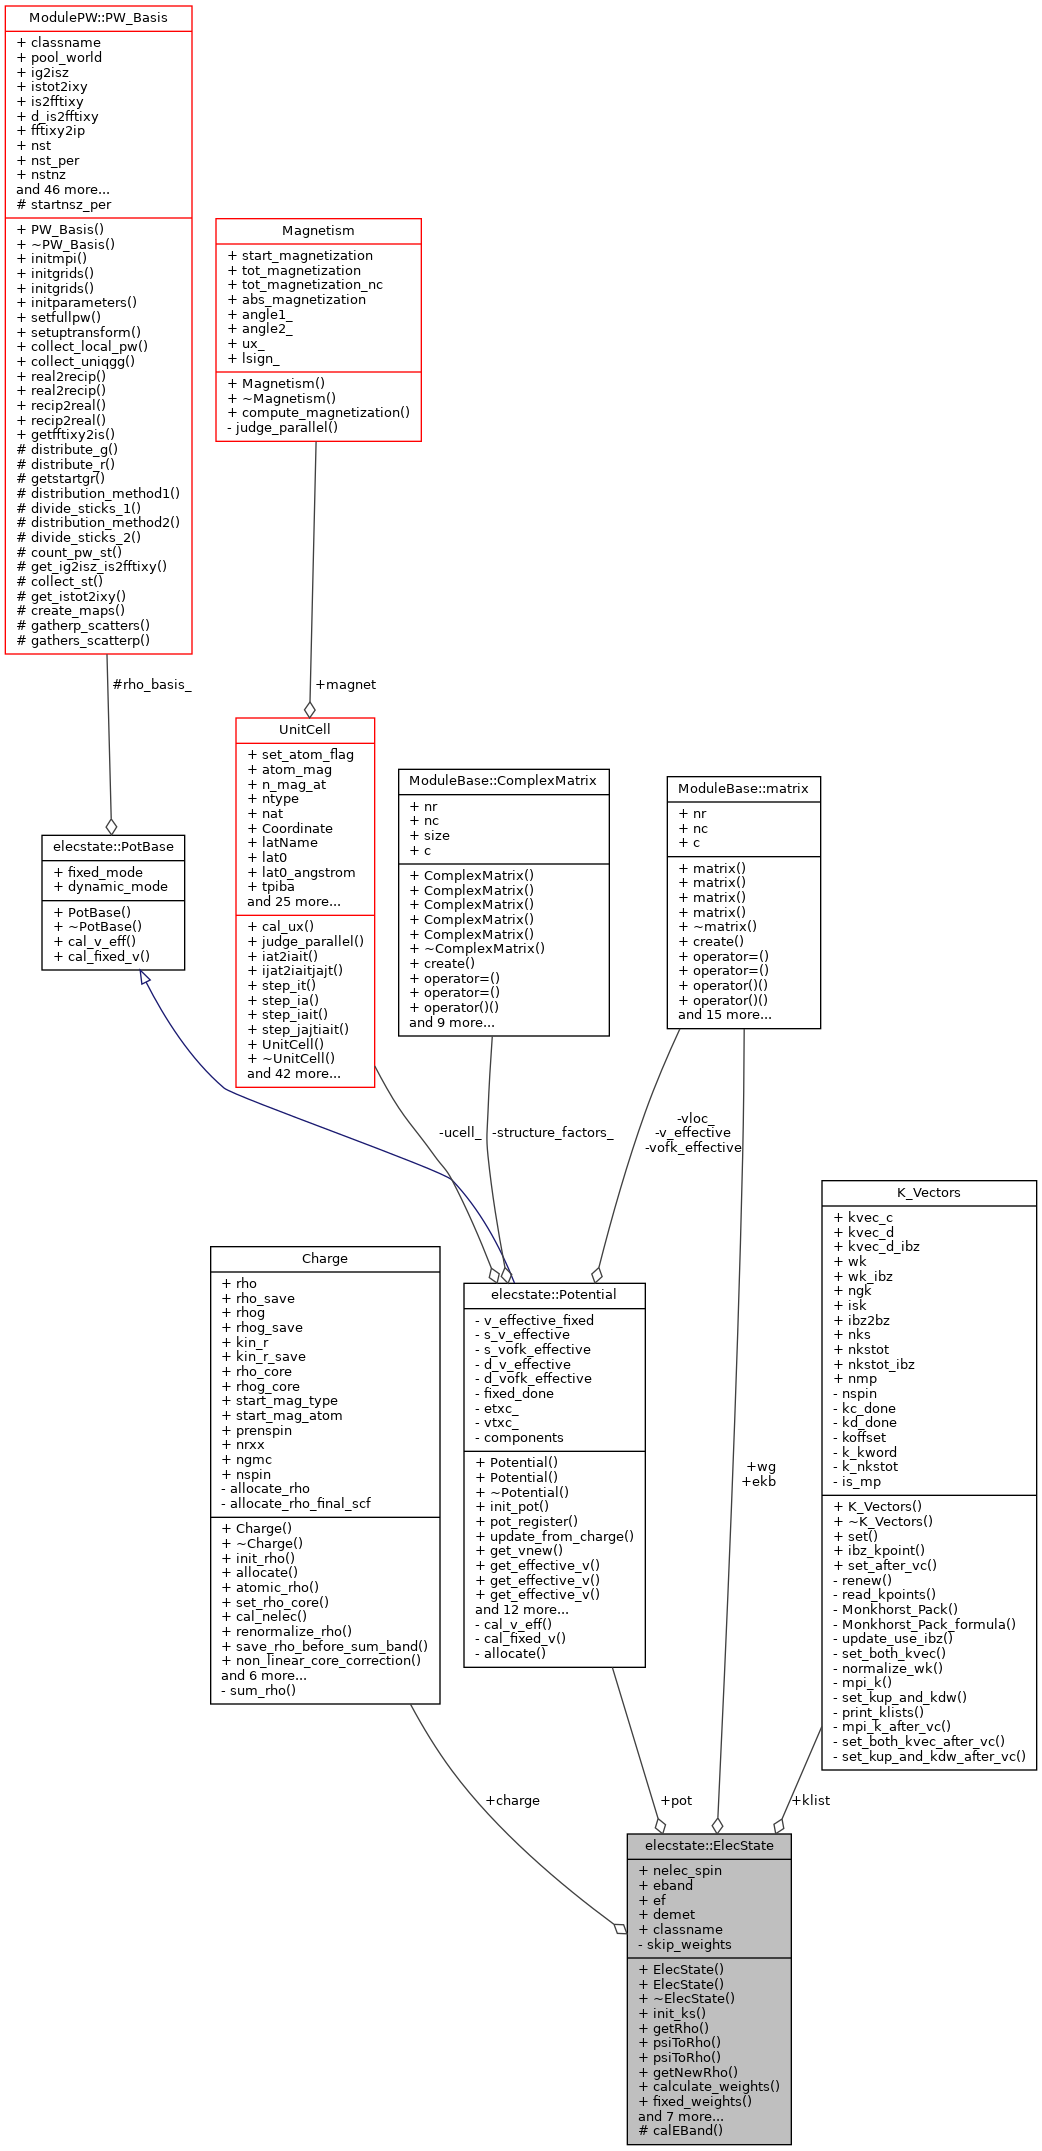 ModulePW::PW_Basis
+ classname
+ pool_world
+ ig2isz
+ istot2ixy
+ is2fftixy
+ d_is2fftixy
+ fftixy2ip
+ nst
+ nst_per
+ nstnz
and 46 more...
# startnsz_per
+ PW_Basis()
+ ~PW_Basis()
+ initmpi()
+ initgrids()
+ initgrids()
+ initparameters()
+ setfullpw()
+ setuptransform()
+ collect_local_pw()
+ collect_uniqgg()
+ real2recip()
+ real2recip()
+ recip2real()
+ recip2real()
+ getfftixy2is()
# distribute_g()
# distribute_r()
# getstartgr()
# distribution_method1()
# divide_sticks_1()
# distribution_method2()
# divide_sticks_2()
# count_pw_st()
# get_ig2isz_is2fftixy()
# collect_st()
# get_istot2ixy()
# create_maps()
# gatherp_scatters()
# gathers_scatterp()
Magnetism
+ start_magnetization
+ tot_magnetization
+ tot_magnetization_nc
+ abs_magnetization
+ angle1_
+ angle2_
+ ux_
+ lsign_
+ Magnetism()
+ ~Magnetism()
+ compute_magnetization()
- judge_parallel()
#rho_basis_
+magnet
elecstate::PotBase
+ fixed_mode
+ dynamic_mode
+ PotBase()
+ ~PotBase()
+ cal_v_eff()
+ cal_fixed_v()
UnitCell
+ set_atom_flag
+ atom_mag
+ n_mag_at
+ ntype
+ nat
+ Coordinate
+ latName
+ lat0
+ lat0_angstrom
+ tpiba
and 25 more...
+ cal_ux()
+ judge_parallel()
+ iat2iait()
+ ijat2iaitjajt()
+ step_it()
+ step_ia()
+ step_iait()
+ step_jajtiait()
+ UnitCell()
+ ~UnitCell()
and 42 more...
ModuleBase::ComplexMatrix
+ nr
+ nc
+ size
+ c
+ ComplexMatrix()
+ ComplexMatrix()
+ ComplexMatrix()
+ ComplexMatrix()
+ ComplexMatrix()
+ ~ComplexMatrix()
+ create()
+ operator=()
+ operator=()
+ operator()()
and 9 more...
ModuleBase::matrix
+ nr
+ nc
+ c
+ matrix()
+ matrix()
+ matrix()
+ matrix()
+ ~matrix()
+ create()
+ operator=()
+ operator=()
+ operator()()
+ operator()()
and 15 more...
-ucell_
-structure_factors_
-vloc_
-v_effective
-vofk_effective
Charge
+ rho
+ rho_save
+ rhog
+ rhog_save
+ kin_r
+ kin_r_save
+ rho_core
+ rhog_core
+ start_mag_type
+ start_mag_atom
+ prenspin
+ nrxx
+ ngmc
+ nspin
- allocate_rho
- allocate_rho_final_scf
+ Charge()
+ ~Charge()
+ init_rho()
+ allocate()
+ atomic_rho()
+ set_rho_core()
+ cal_nelec()
+ renormalize_rho()
+ save_rho_before_sum_band()
+ non_linear_core_correction()
and 6 more...
- sum_rho()
elecstate::Potential
- v_effective_fixed
- s_v_effective
- s_vofk_effective
- d_v_effective
- d_vofk_effective
- fixed_done
- etxc_
- vtxc_
- components
+ Potential()
+ Potential()
+ ~Potential()
+ init_pot()
+ pot_register()
+ update_from_charge()
+ get_vnew()
+ get_effective_v()
+ get_effective_v()
+ get_effective_v()
and 12 more...
- cal_v_eff()
- cal_fixed_v()
- allocate()
+wg
+ekb
K_Vectors
+ kvec_c
+ kvec_d
+ kvec_d_ibz
+ wk
+ wk_ibz
+ ngk
+ isk
+ ibz2bz
+ nks
+ nkstot
+ nkstot_ibz
+ nmp
- nspin
- kc_done
- kd_done
- koffset
- k_kword
- k_nkstot
- is_mp
+ K_Vectors()
+ ~K_Vectors()
+ set()
+ ibz_kpoint()
+ set_after_vc()
- renew()
- read_kpoints()
- Monkhorst_Pack()
- Monkhorst_Pack_formula()
- update_use_ibz()
- set_both_kvec()
- normalize_wk()
- mpi_k()
- set_kup_and_kdw()
- print_klists()
- mpi_k_after_vc()
- set_both_kvec_after_vc()
- set_kup_and_kdw_after_vc()
+charge
+pot
+klist
elecstate::ElecState
+ nelec_spin
+ eband
+ ef
+ demet
+ classname
- skip_weights
+ ElecState()
+ ElecState()
+ ~ElecState()
+ init_ks()
+ getRho()
+ psiToRho()
+ psiToRho()
+ getNewRho()
+ calculate_weights()
+ fixed_weights()
and 7 more...
# calEBand()